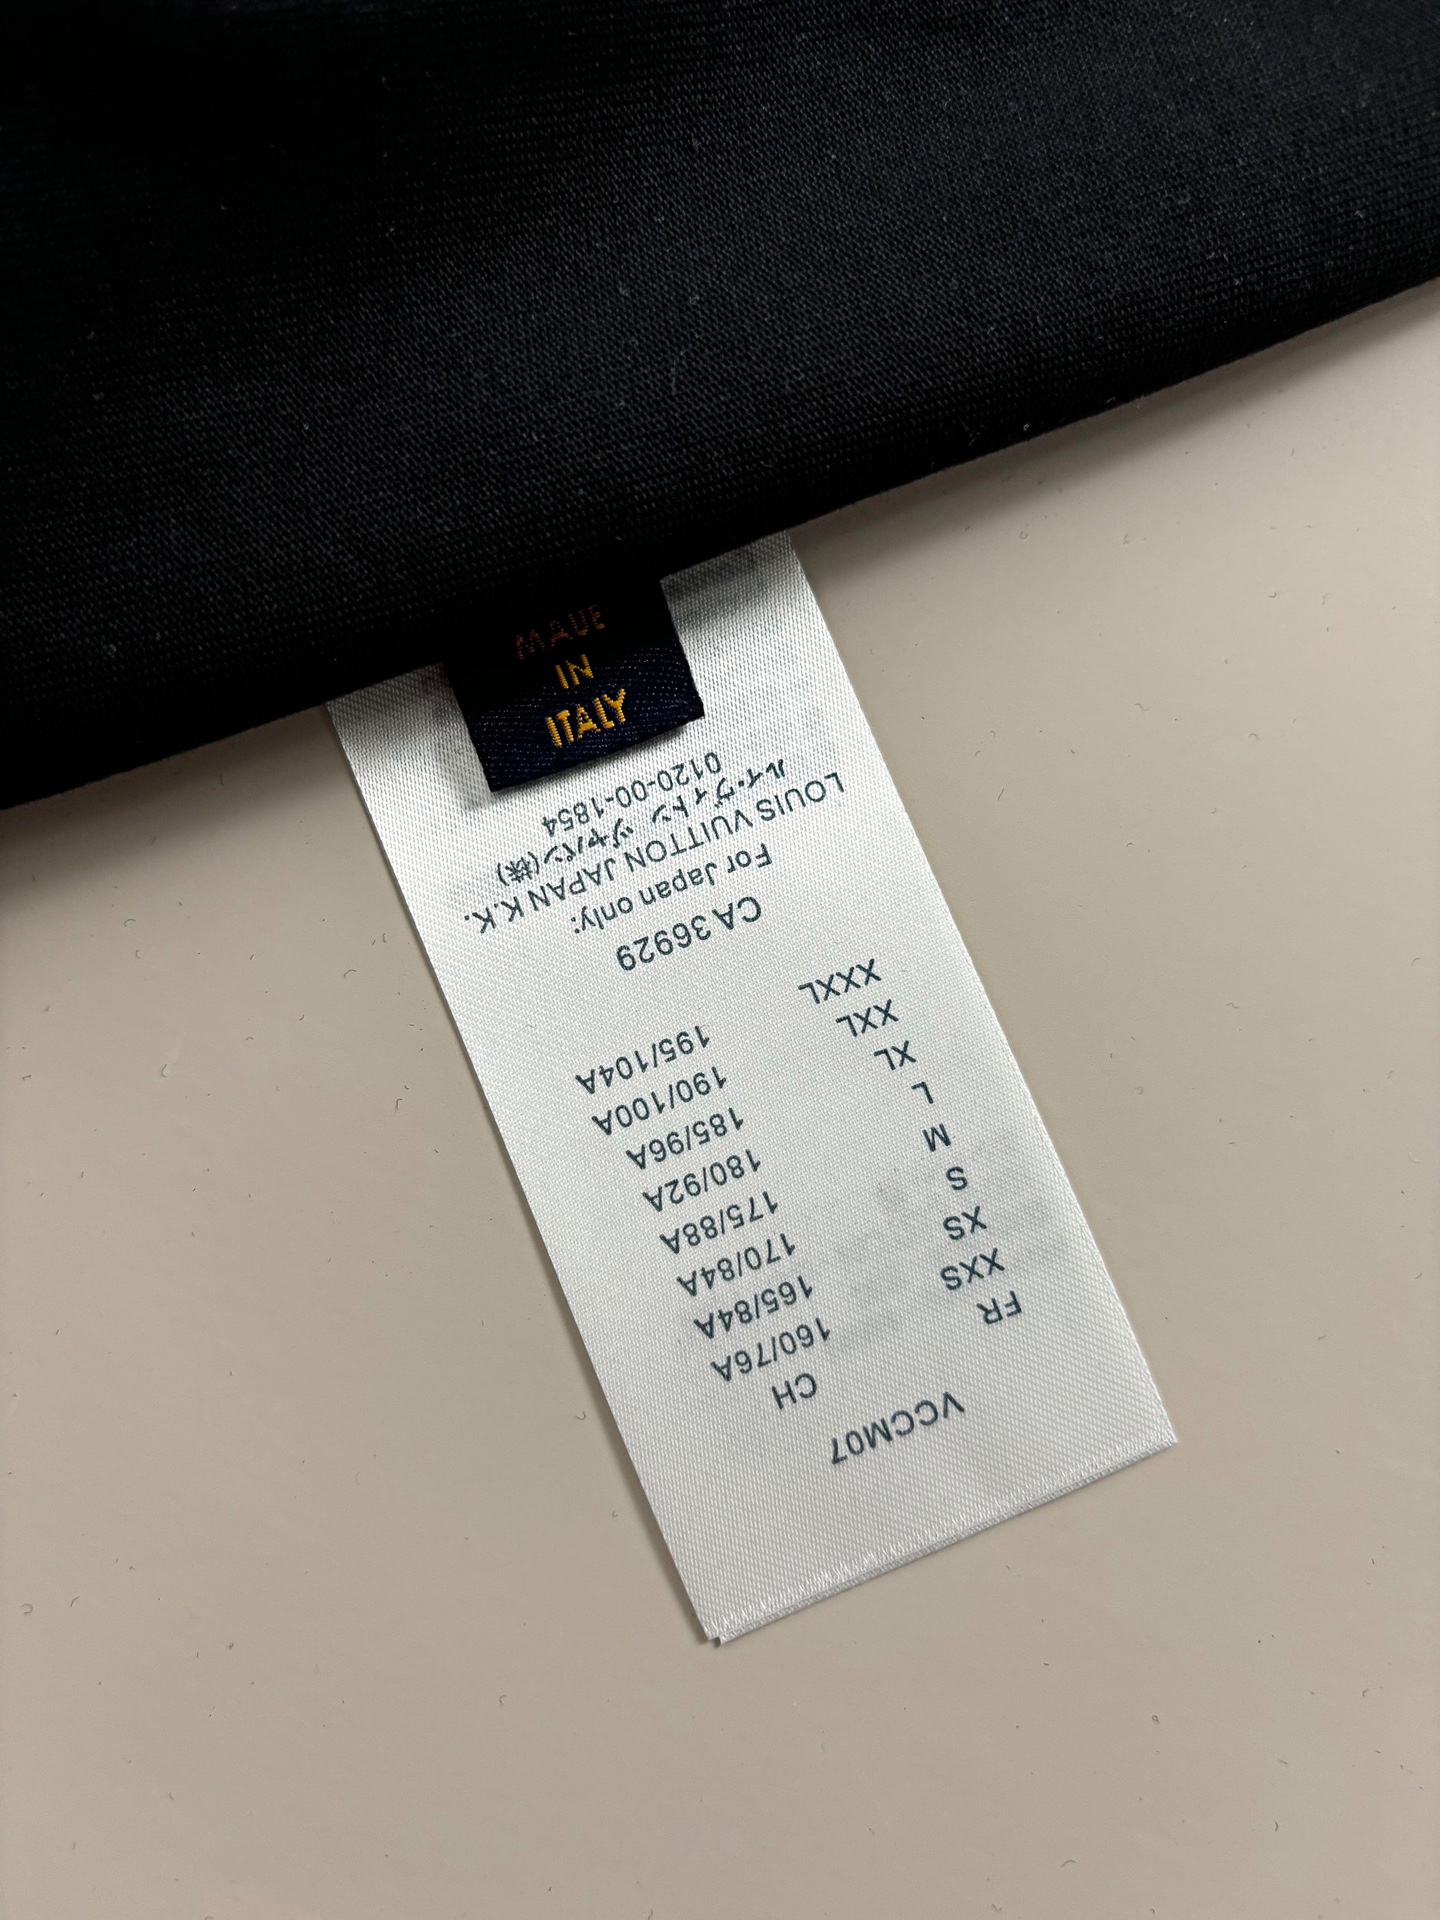 MADE
IN
ITALY
VCCM07
FR CH
XXS 160/76A
XS 165/84A
S 170/84A
M 175/88A
L 180/92A
XL 185/96A
XXL 190/100A
XXXL 195/104A
CA 36929
For Japan only:
LOUIS VUITTON JAPAN K.K.
ルイ・ヴィトン ジャパン(株)
0120-00-1854